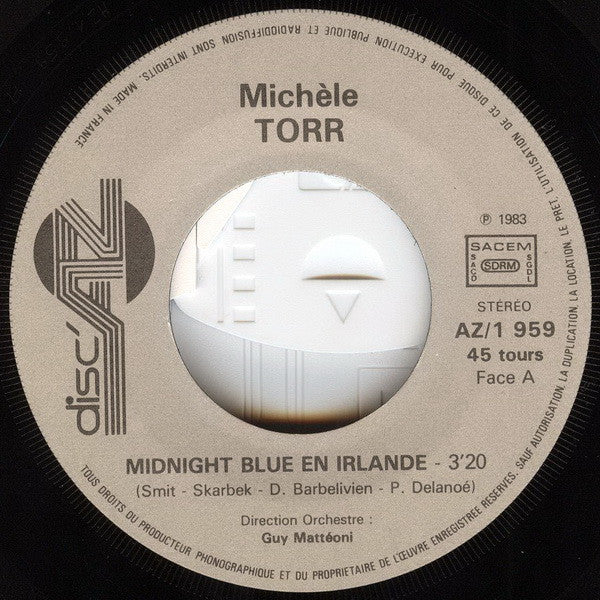 Michèle
TORR
disc'AZ
℗ 1983
SACEM
SACD
SDRM
SGDL
STÉRÉO
AZ/1 959
45 tours
Face A
MIDNIGHT BLUE EN IRLANDE - 3'20
(Smit - Skarbek - D. Barbelivien - P. Delanoé)
Direction Orchestre :
Guy Mattéoni
TOUS DROITS DU PRODUCTEUR PHONOGRAPHIQUE ET DU PROPRIETAIRE DE L'ŒUVRE ENREGISTREE RESERVES. SAUF AUTORISATION, LA DUPLICATION, LA LOCATION, LE PRET, L'UTILISATION DE CE DISQUE POUR EXECUTION PUBLIQUE ET RADIODIFFUSION SONT INTERDITS. MADE IN FRANCE